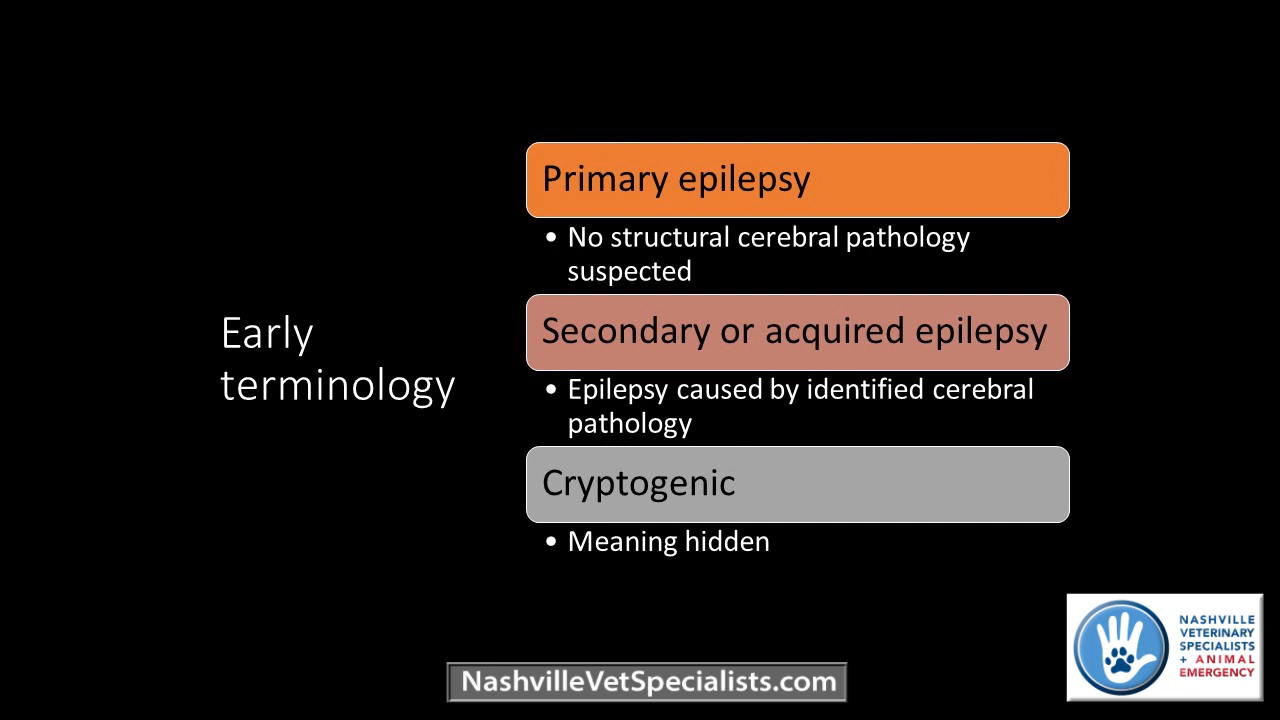 Early
terminology
Primary epilepsy
• No structural cerebral pathology
suspected
Secondary or acquired epilepsy
• Epilepsy caused by identified cerebral
pathology
Cryptogenic
• Meaning hidden
NASHVILLE
VETERINARY
SPECIALISTS
+ ANIMAL
EMERGENCY
NashvilleVetSpecialists.com